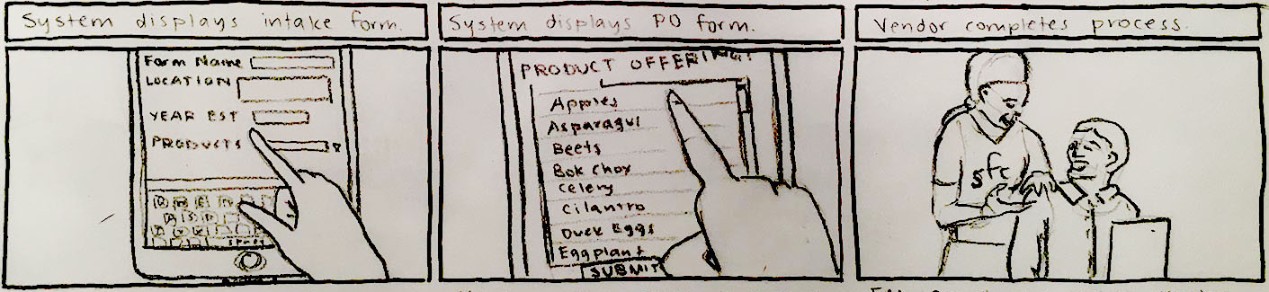 System displays intake form.
System displays PO form.
Vendor completes process.
Farm Name
LOCATION
YEAR EST
PRODUCTS
PRODUCT OFFERINGS
Apples
Asparagus
Beets
Bok Choy
Celery
Cilantro
Duck Eggs
Eggplant
SUBMIT
sfc